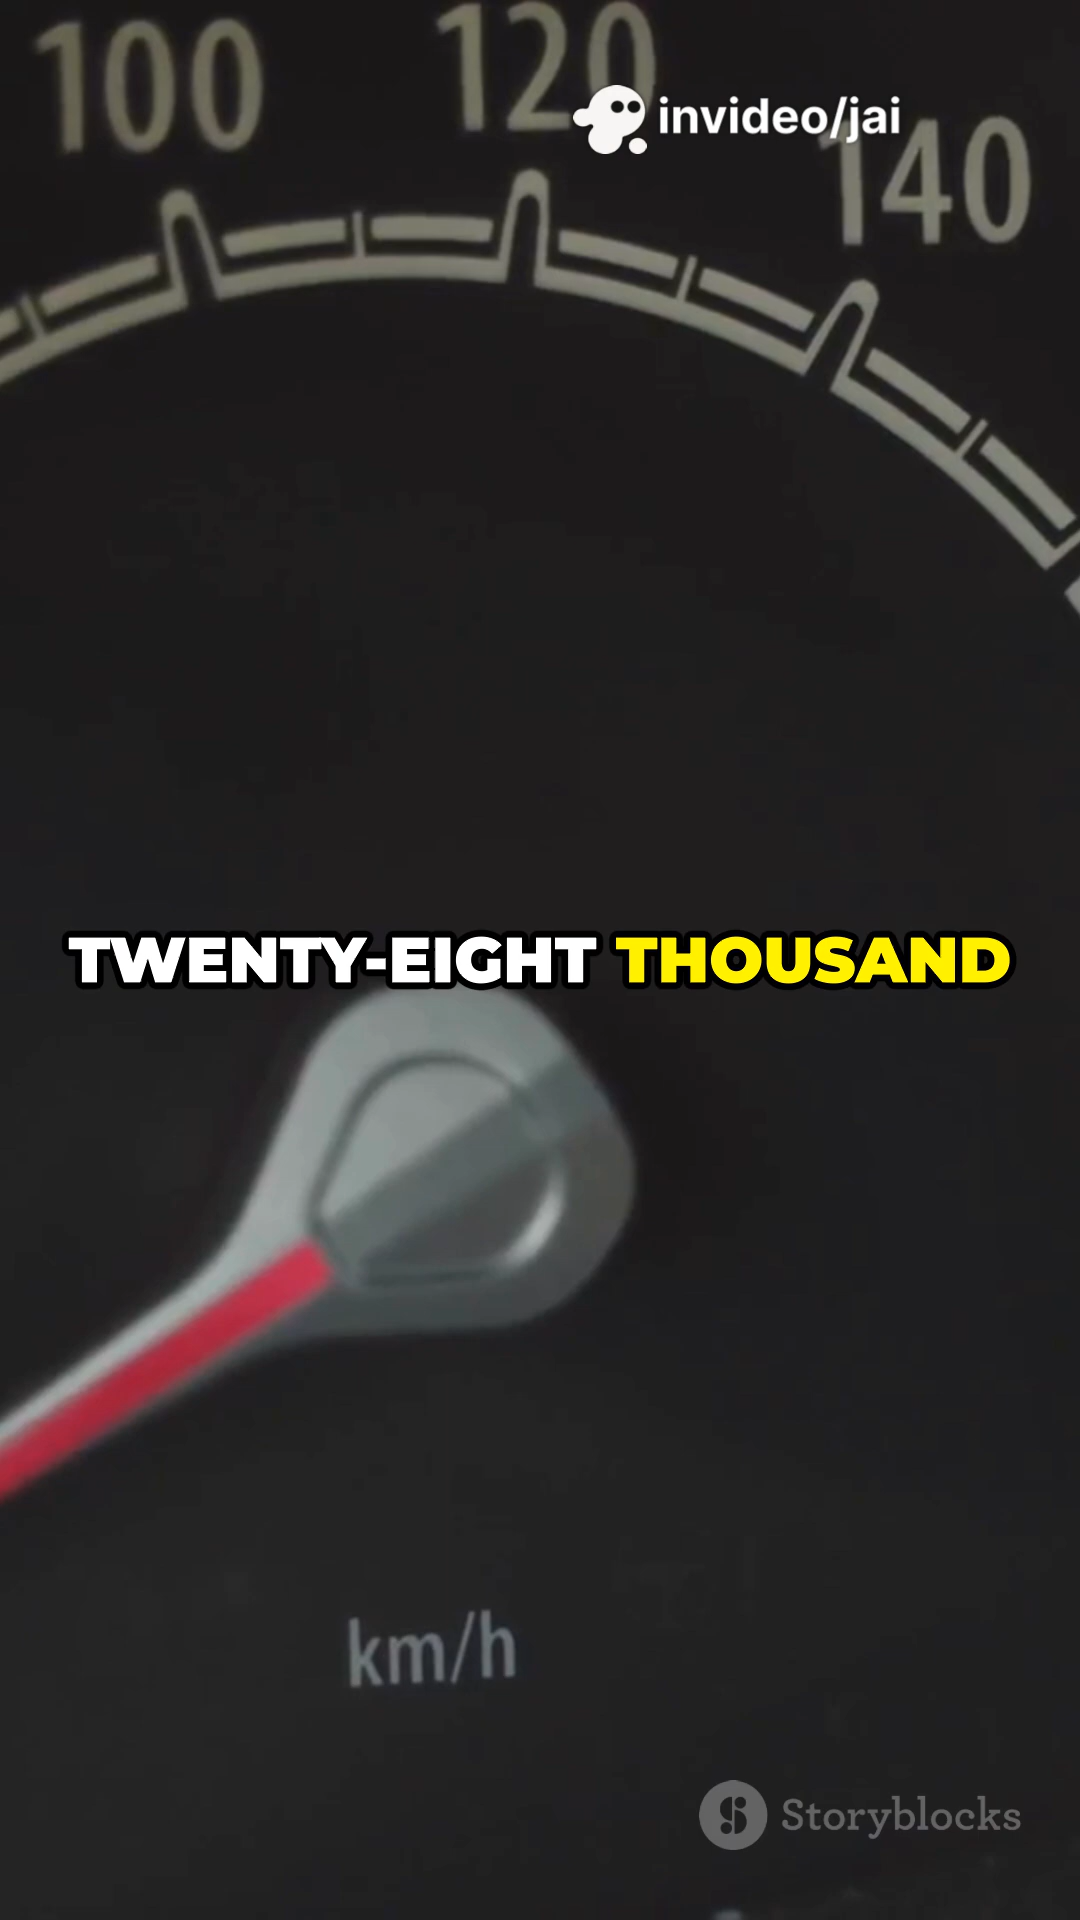 100
120
invideo/jai
140
TWENTY-EIGHT THOUSAND
km/h
Storyblocks